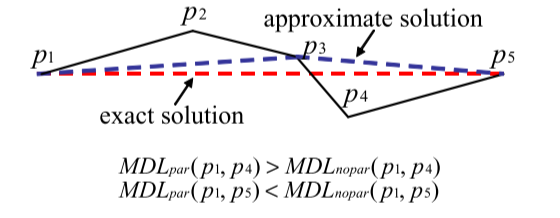 p2
approximate solution
p1
p3
p5
p4
exact solution
MDLpar(p1, p4) > MDLnopar(p1, p4)
MDLpar(p1, p5) < MDLnopar(p1, p5)